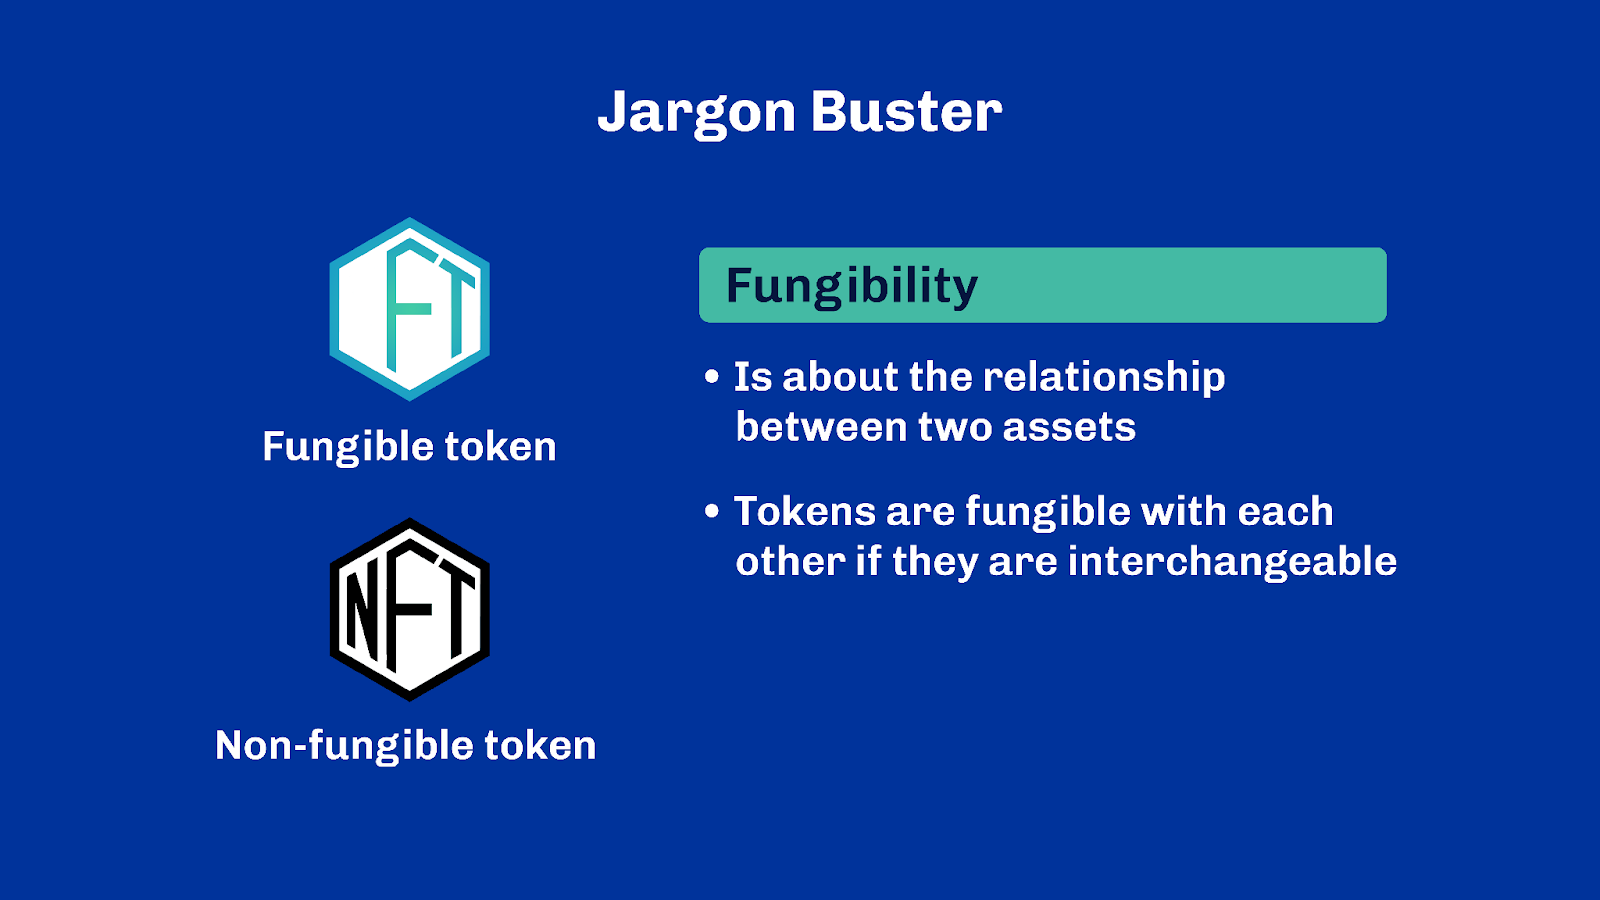 Jargon Buster
FT
Fungible token
NFT
Non-fungible token
Fungibility
• Is about the relationship
between two assets
• Tokens are fungible with each
other if they are interchangeable